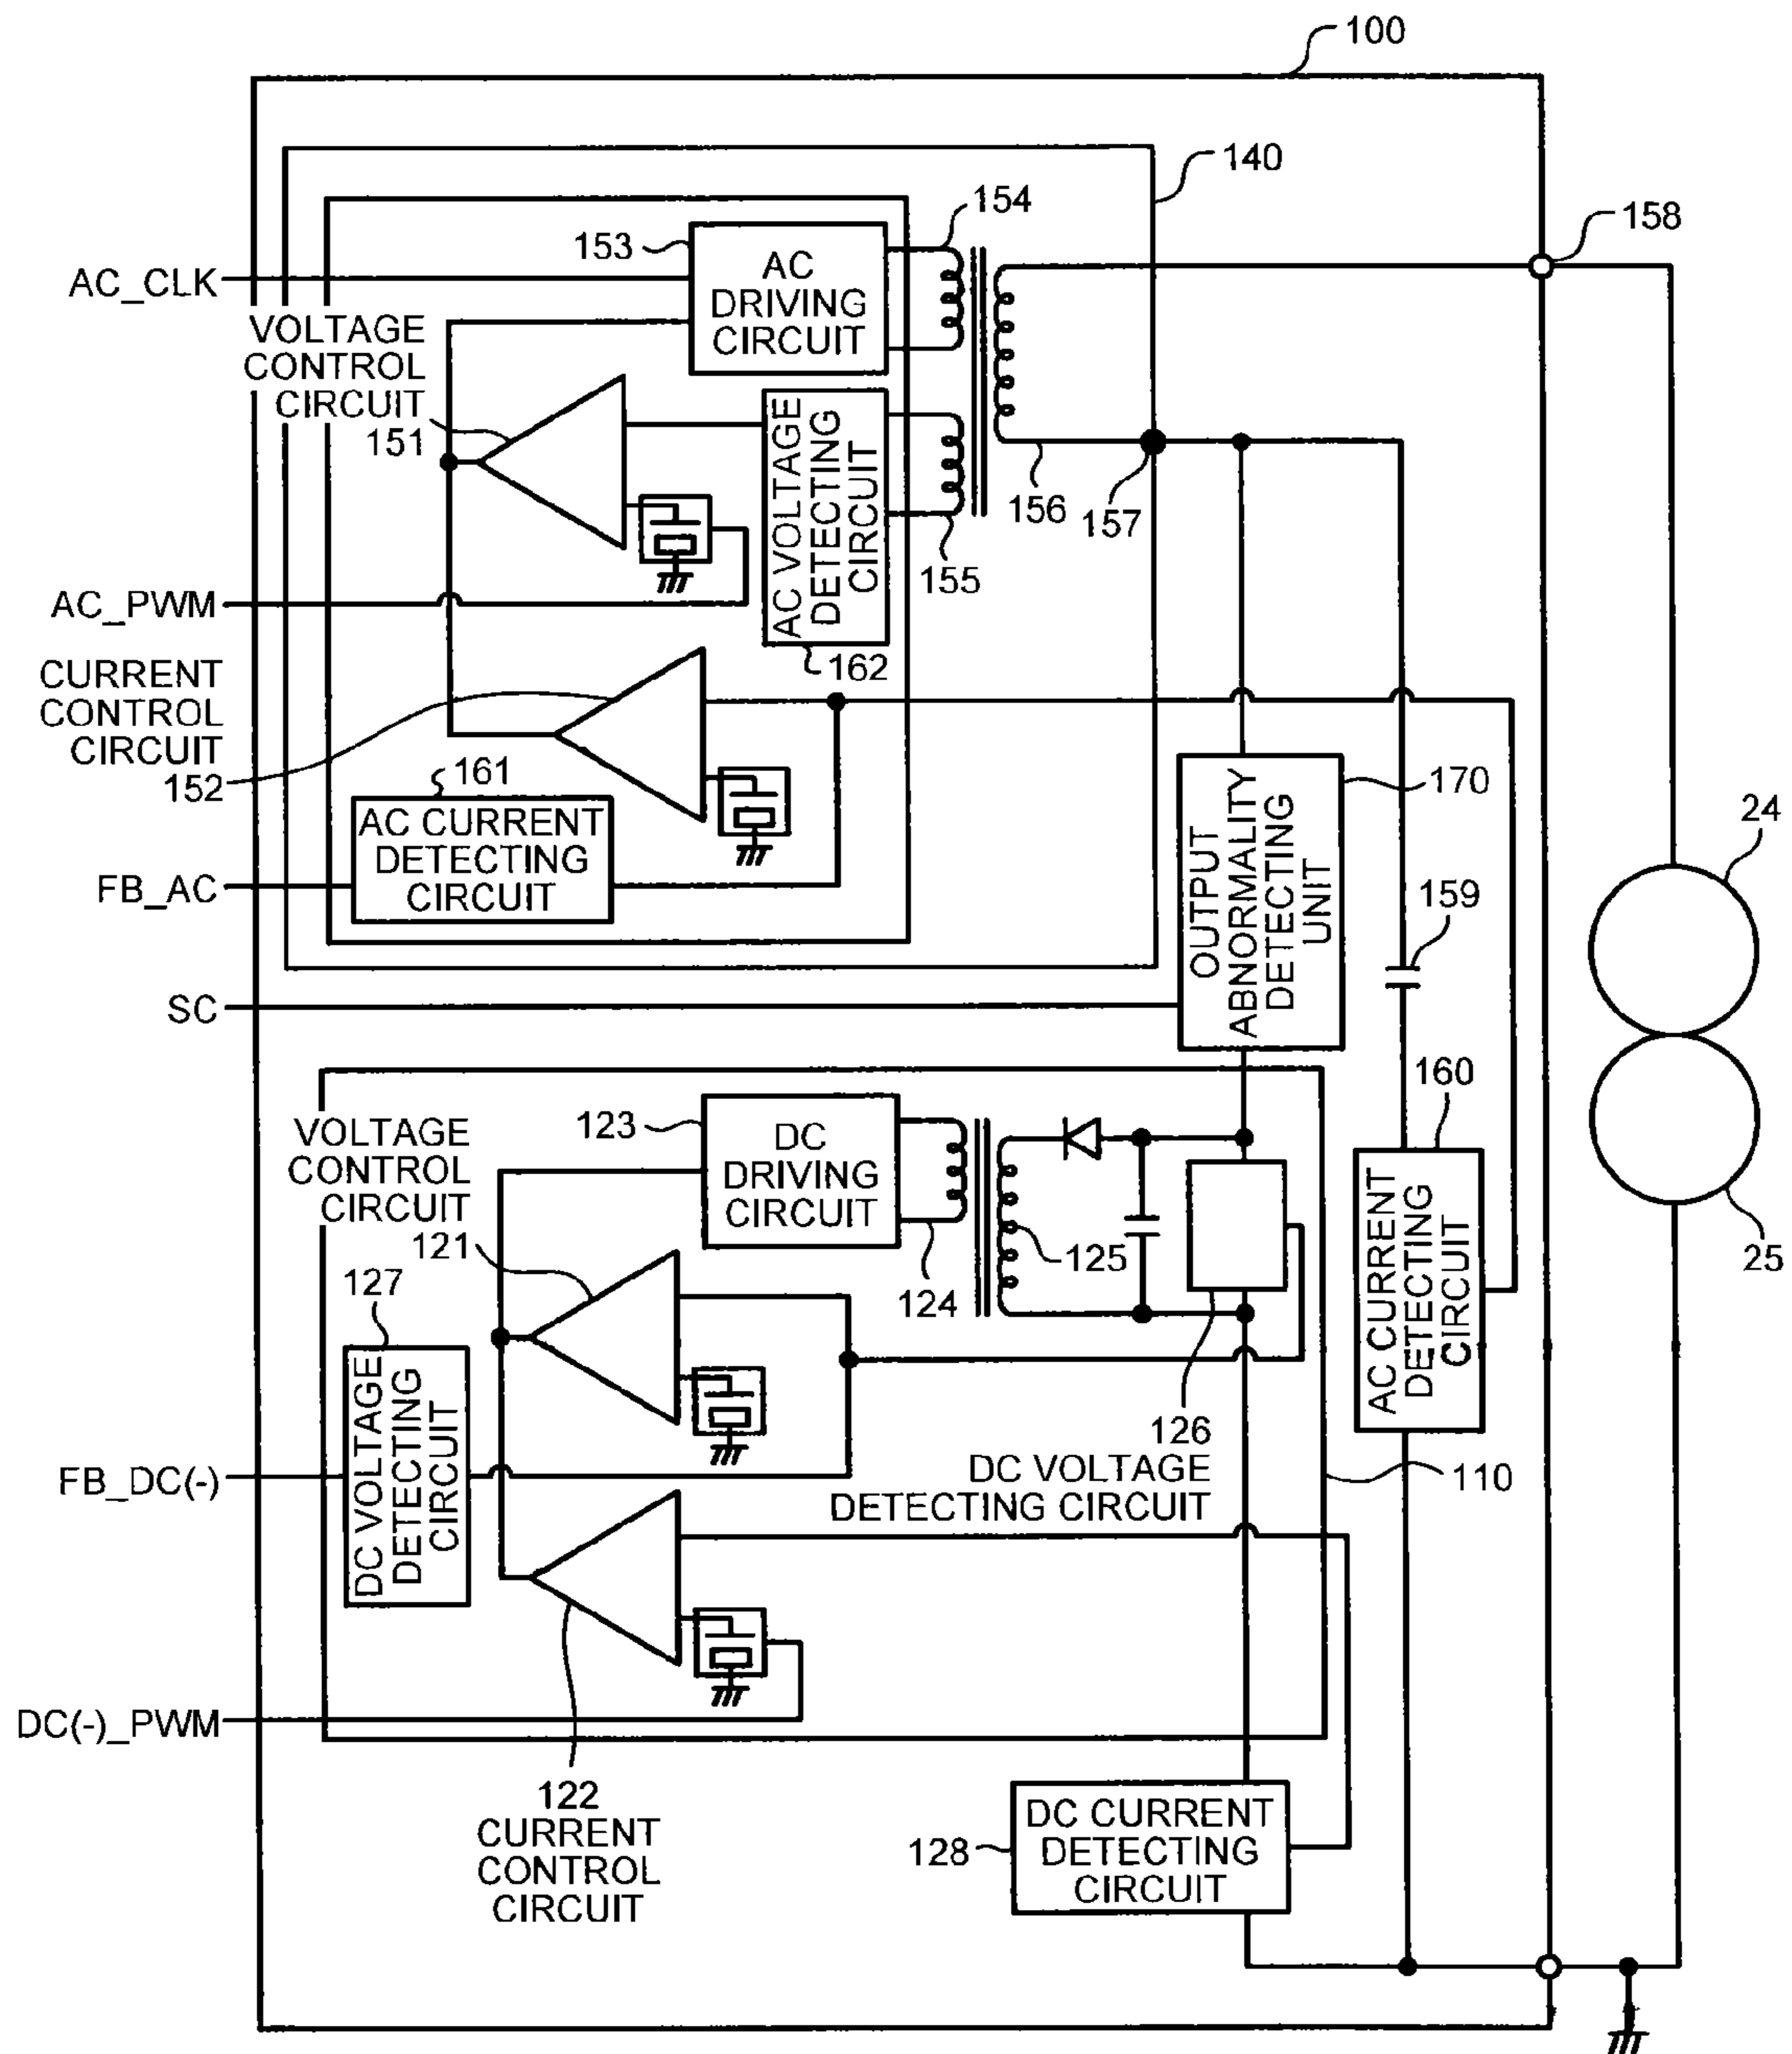 100
140
154
158
153
AC
DRIVING
CIRCUIT
AC_CLK
VOLTAGE
CONTROL
CIRCUIT
151
AC VOLTAGE
DETECTING
CIRCUIT
156
157
155
AC_PWM
162
CURRENT
CONTROL
CIRCUIT
152
161
AC CURRENT
DETECTING
CIRCUIT
FB_AC
170
OUTPUT
ABNORMALITY
DETECTING
UNIT
24
159
SC
160
123
DC
DRIVING
CIRCUIT
VOLTAGE
CONTROL
CIRCUIT
121
124
125
AC CURRENT
DETECTING
CIRCUIT
25
127
DC VOLTAGE
DETECTING
CIRCUIT
126
DC VOLTAGE
DETECTING CIRCUIT
110
FB_DC(-)
DC(-)_PWM
122
CURRENT
CONTROL
CIRCUIT
128
DC CURRENT
DETECTING
CIRCUIT